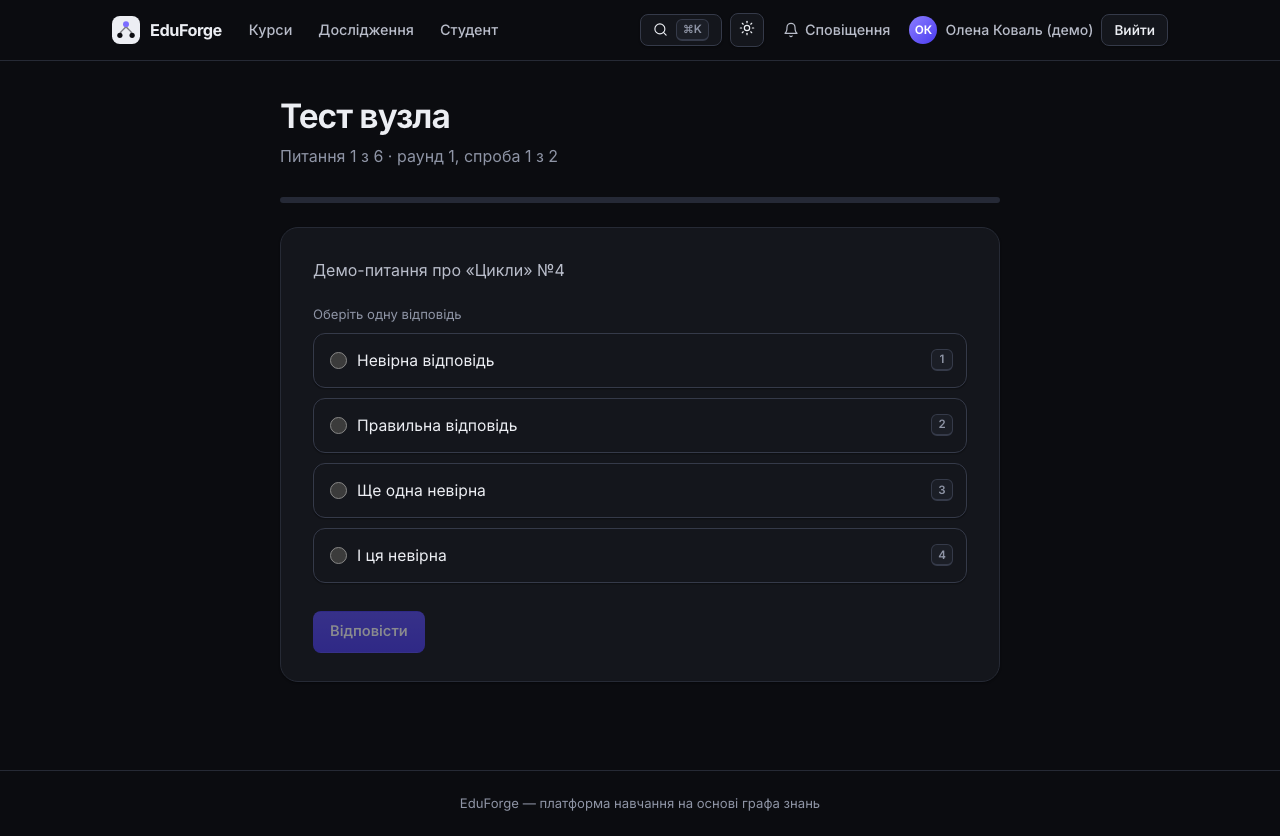 EduForge Курси Дослідження Студент ⌘K Сповіщення ОК Олена Коваль (демо) Вийти
Тест вузла
Питання 1 з 6 · раунд 1, спроба 1 з 2
Демо-питання про «Цикли» №4
Оберіть одну відповідь
Невірна відповідь 1
Правильна відповідь 2
Ще одна невірна 3
І ця невірна 4
Відповісти
EduForge — платформа навчання на основі графа знань